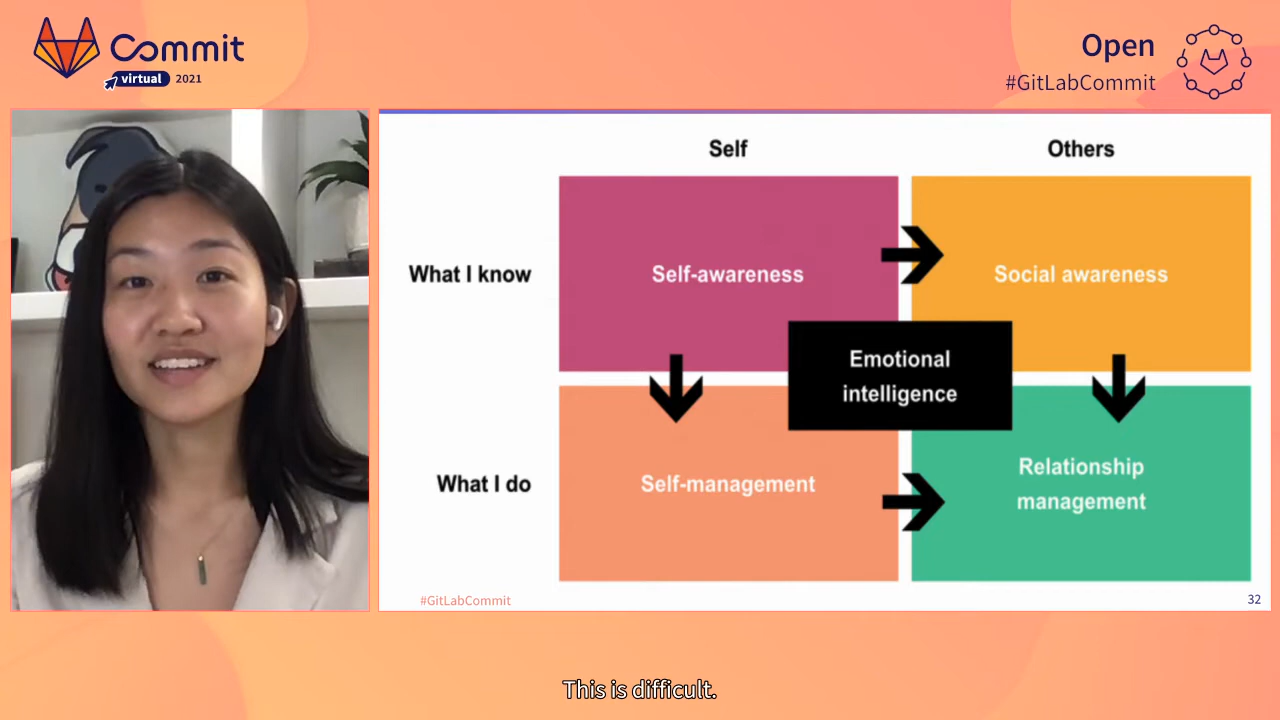 Commit
virtual 2021
Open
#GitLabCommit
Self Others
What I know
Self-awareness
Social awareness
Emotional
intelligence
What I do
Self-management
Relationship
management
#GitLabCommit
32
This is difficult.